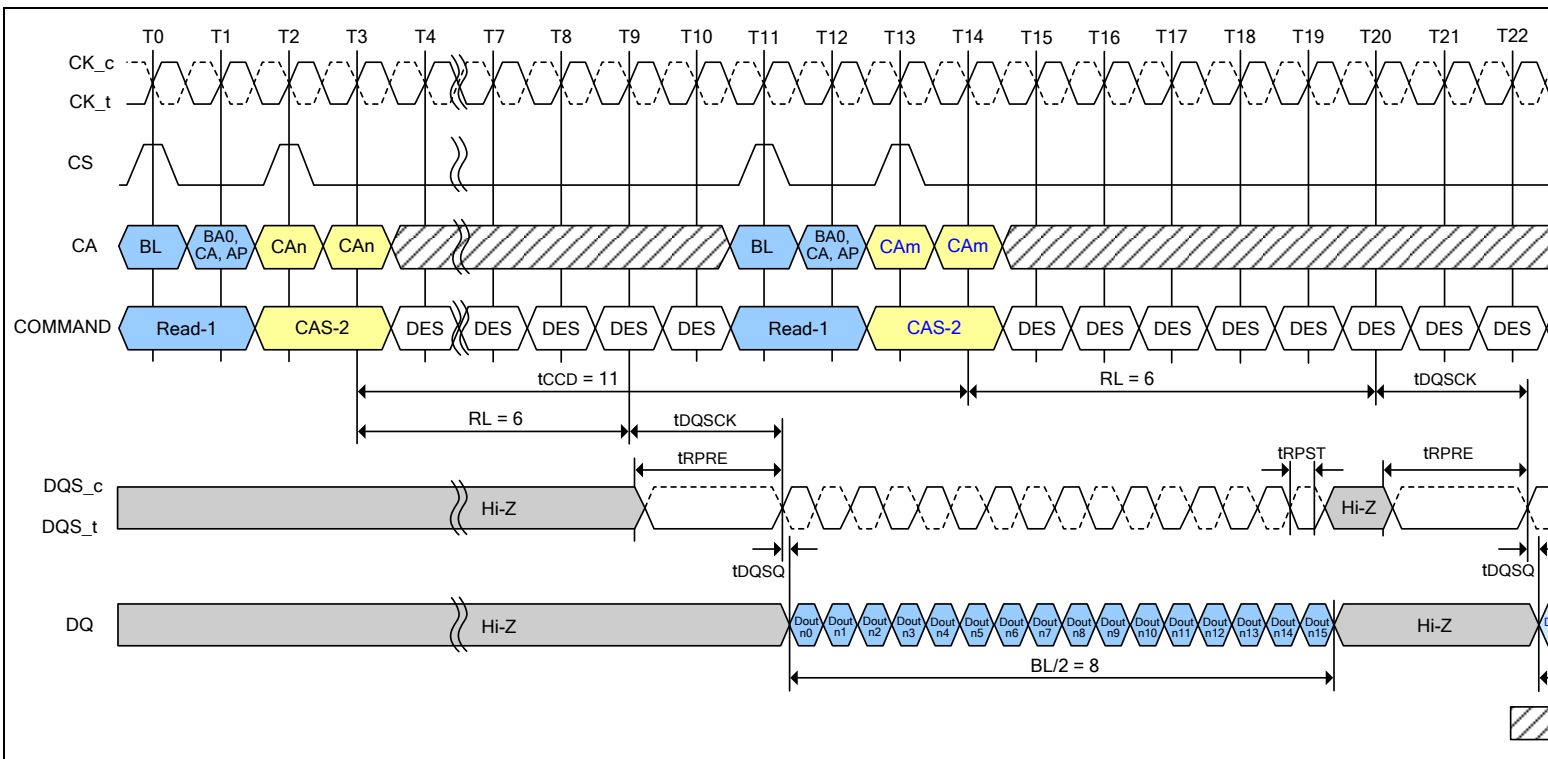 T0 T1 T2 T3 T4 T7 T8 T9 T10 T11 T12 T13 T14 T15 T16 T17 T18 T19 T20 T21 T22
CK_c
CK_t
CS
CA BL BA0, CA, AP CAn CAn BL BA0, CA, AP CAm CAm
COMMAND Read-1 CAS-2 DES DES DES DES DES Read-1 CAS-2 DES DES DES DES DES DES DES DES
tCCD = 11 RL = 6 tDQSCK
RL = 6 tDQSCK
tRPRE tRPST tRPRE
DQS_c
DQS_t
Hi-Z Hi-Z
tDQSQ tDQSQ
DQ Hi-Z Dout n0 Dout n1 Dout n2 Dout n3 Dout n4 Dout n5 Dout n6 Dout n7 Dout n8 Dout n9 Dout n10 Dout n11 Dout n12 Dout n13 Dout n14 Dout n15 Hi-Z
BL/2 = 8